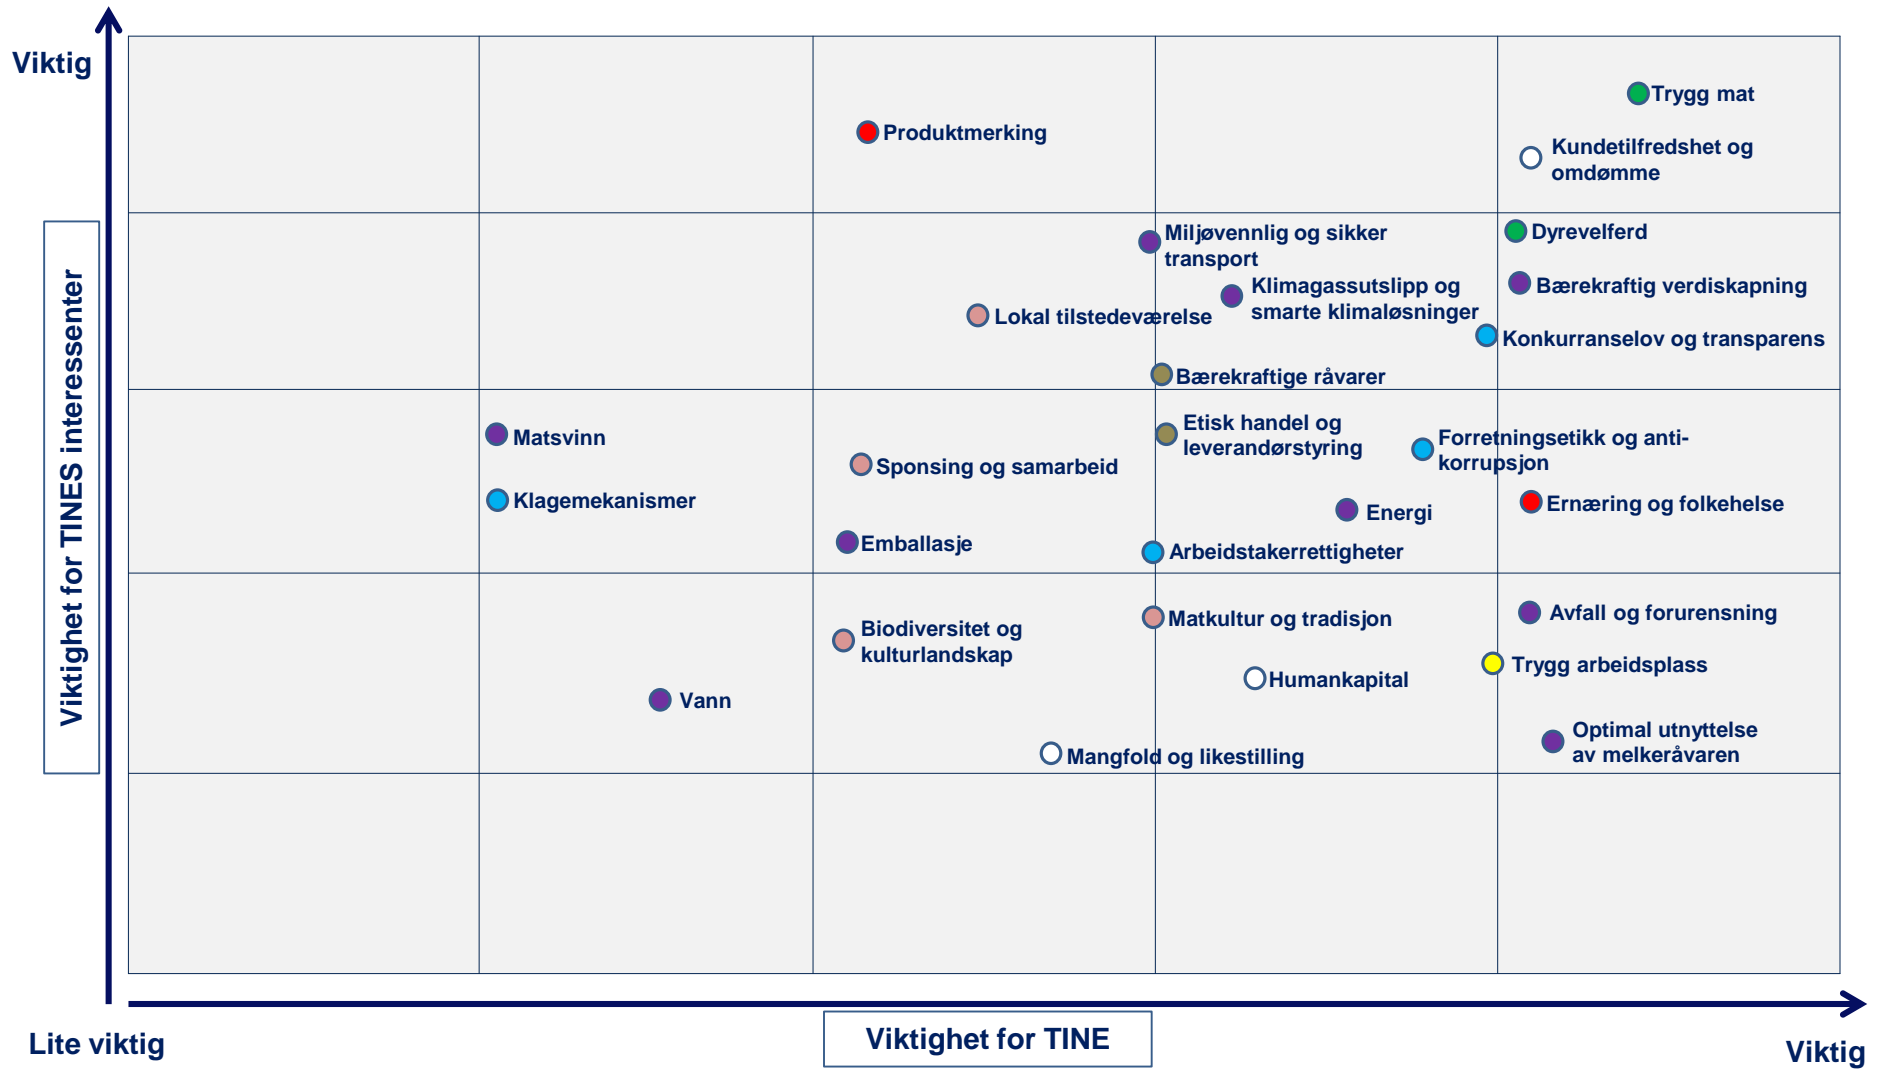 Viktig
Trygg mat
Produktmerking
Kundetilfredshet og
omdømme
Miljøvennlig og sikker
transport
Dyrevelferd
Klimagassutslipp og
smarte klimaløsninger
Bærekraftig verdiskapning
Lokal tilstedeværelse
Konkurranselov og transparens
Bærekraftige råvarer
Viktighet for TINES interessenter
Matsvinn
Etisk handel og
leverandørstyring
Forretningsetikk og anti-
korrupsjon
Sponsing og samarbeid
Klagemekanismer
Energi
Ernæring og folkehelse
Emballasje
Arbeidstakerrettigheter
Biodiversitet og
kulturlandskap
Matkultur og tradisjon
Avfall og forurensning
Trygg arbeidsplass
Humankapital
Vann
Mangfold og likestilling
Optimal utnyttelse
av melkeråvaren
Lite viktig
Viktighet for TINE
Viktig